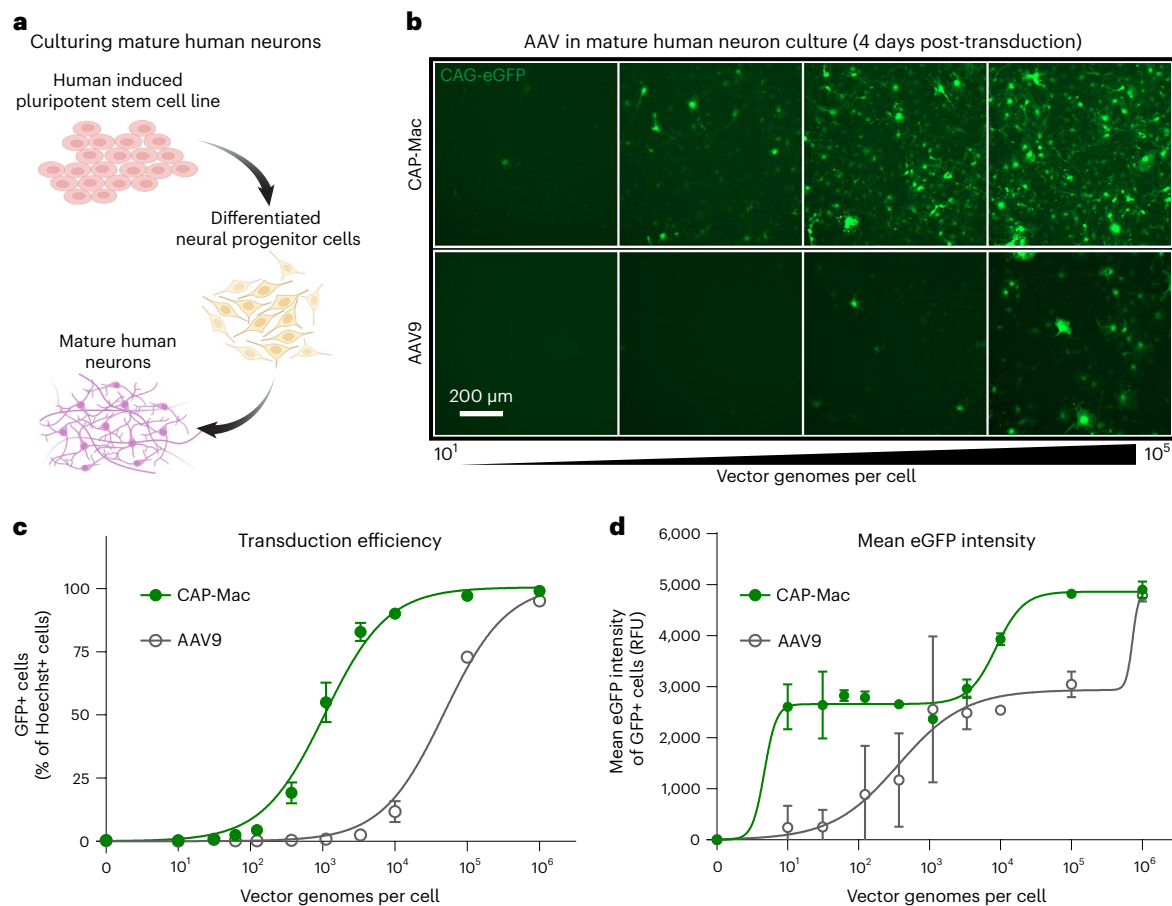 a
Culturing mature human neurons
Human induced
pluripotent stem cell line
Differentiated
neural progenitor cells
Mature human
neurons
b
AAV in mature human neuron culture (4 days post-transduction)
CAG-eGFP
CAP-Mac
AAV9
200 µm
10¹
10⁵
Vector genomes per cell
c
Transduction efficiency
CAP-Mac
AAV9
GFP+ cells
(% of Hoechst+ cells)
100
75
50
25
0
0 10¹ 10² 10³ 10⁴ 10⁵ 10⁶
Vector genomes per cell
d
Mean eGFP intensity
CAP-Mac
AAV9
Mean eGFP intensity
of GFP+ cells (RFU)
6,000
5,000
4,000
3,000
2,000
1,000
0
0 10¹ 10² 10³ 10⁴ 10⁵ 10⁶
Vector genomes per cell